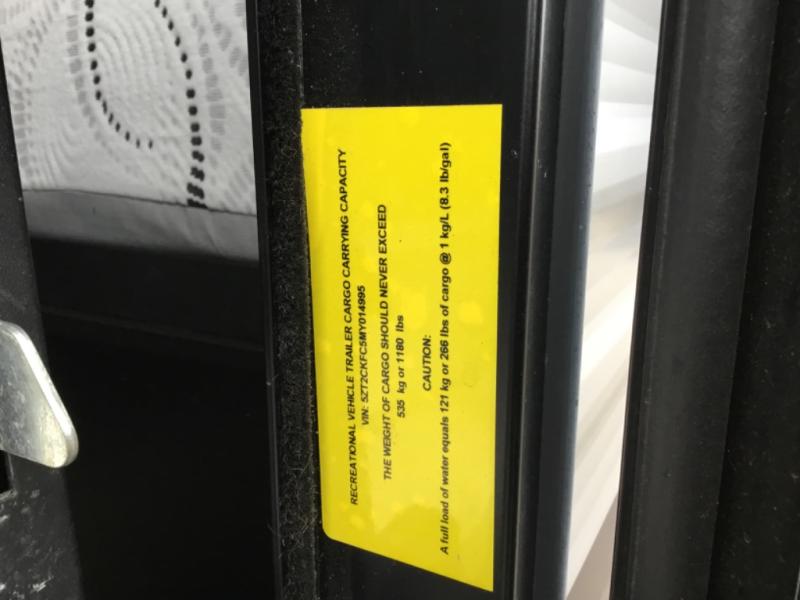 RECREATIONAL VEHICLE TRAILER CARGO CARRYING CAPACITY
VIN: 5ZT2CKFC5MY014995
THE WEIGHT OF CARGO SHOULD NEVER EXCEED
535 kg or 1180 lbs
CAUTION:
A full load of water equals 121 kg or 266 lbs of cargo @ 1 kg/L (8.3 lb/gal)